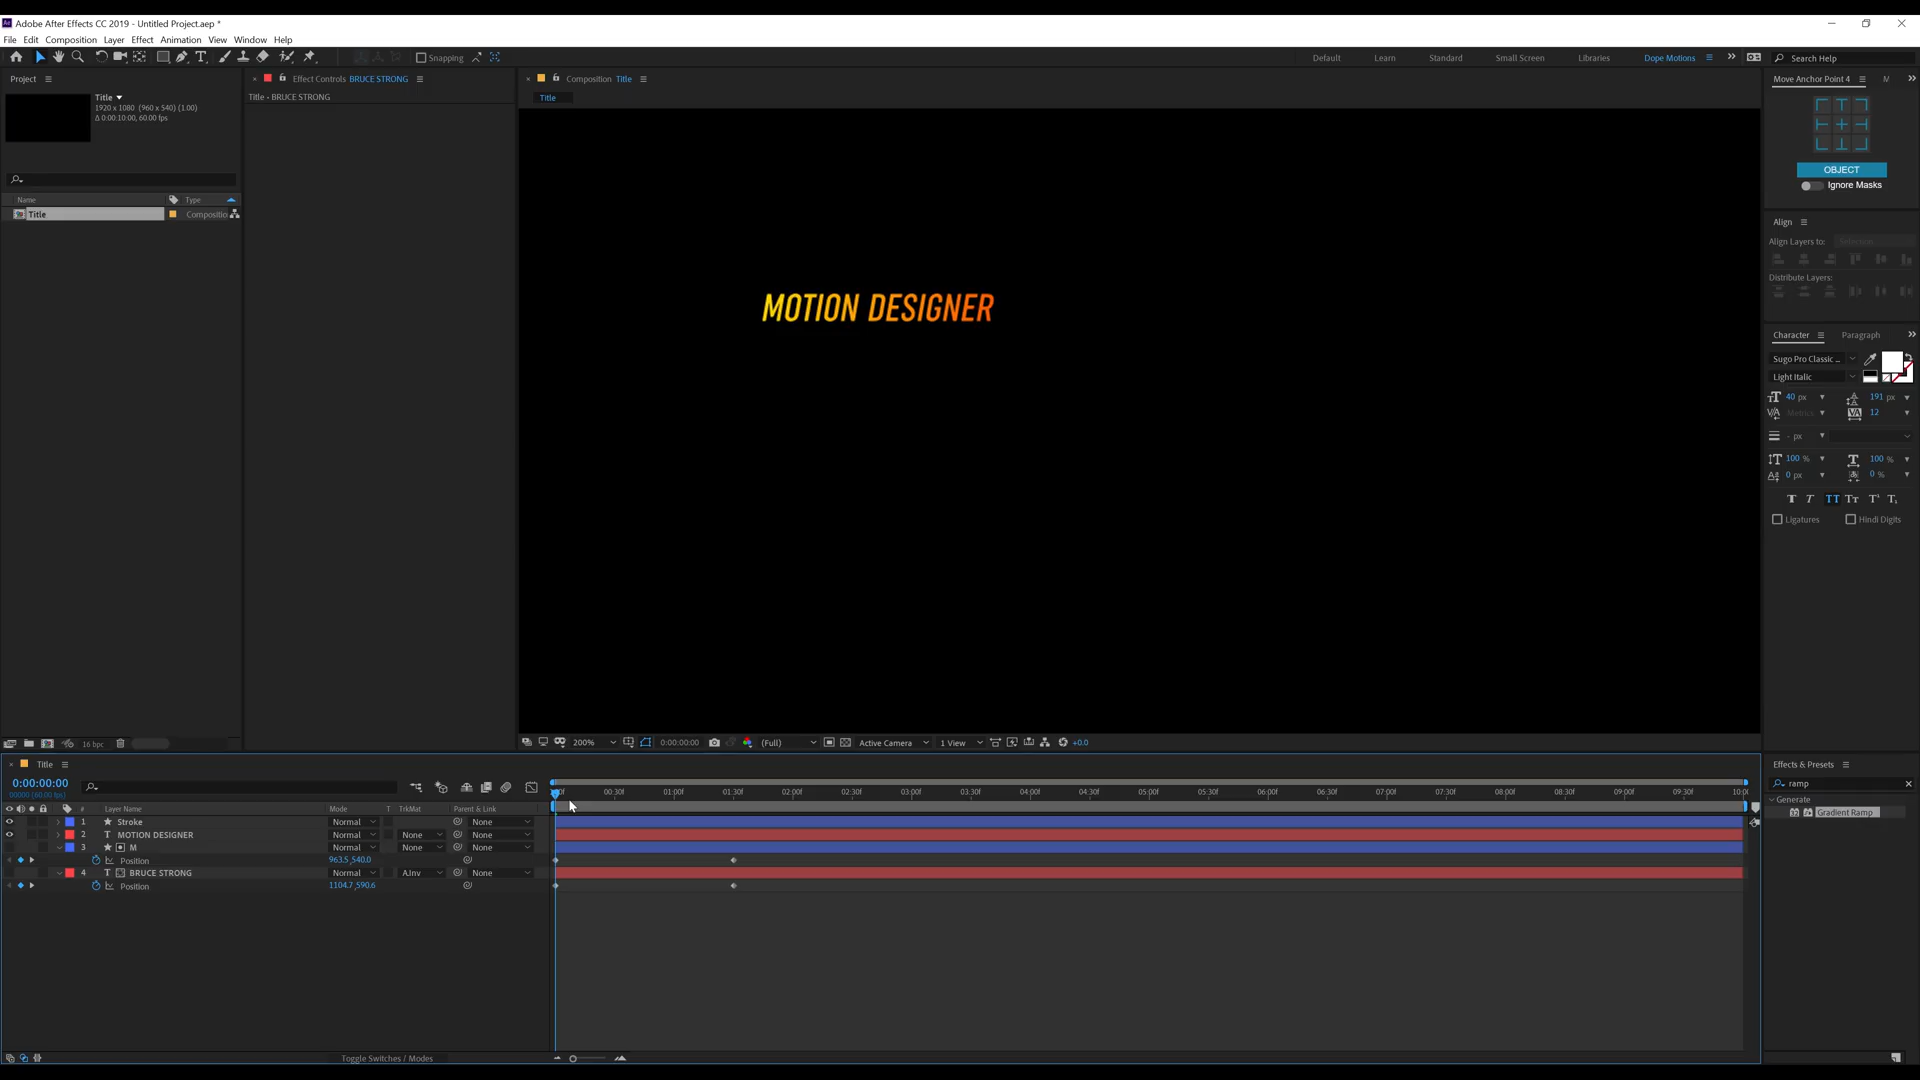 Adobe After Effects CC 2019 - Untitled Project.aep *
File Edit Composition Layer Effect Animation View Window Help
Snapping
Default Learn Standard Small Screen Libraries Dope Motions Search Help
Project
Title
1920 x 1080 (960 x 540) (1.00)
Δ 0:00:10:00, 60.00 fps
Name Type
Title Compositio
16 bpc
Effect Controls BRUCE STRONG
Title • BRUCE STRONG
Composition Title
Title
MOTION DESIGNER
200% 0:00:00:00 (Full) Active Camera 1 View +0.0
Move Anchor Point 4 M
OBJECT
Ignore Masks
Align
Align Layers to: Selection
Distribute Layers:
Character Paragraph
Sugo Pro Classic ...
Light Italic
40 px 191 px
Metrics 12
- px
100 % 100 %
0 px 0 %
Ligatures Hindi Digits
Title
0:00:00:00
00000 (60.00 fps)
00:30f 01:00f 01:30f 02:00f 02:30f 03:00f 03:30f 04:00f 04:30f 05:00f 05:30f 06:00f 06:30f 07:00f 07:30f 08:00f 08:30f 09:00f 09:30f 10:00
# Layer Name Mode T TrkMat Parent & Link
1 Stroke Normal None
2 T MOTION DESIGNER Normal None None
3 M Normal None None
Position 963.5,540.0
4 T BRUCE STRONG Normal A.Inv None
Position 1104.7,590.6
Toggle Switches / Modes
Effects & Presets
ramp
Generate
Gradient Ramp